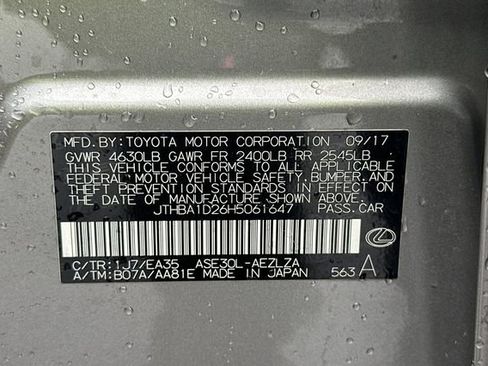 MFD. BY: TOYOTA MOTOR CORPORATION 09/17
GVWR 4630LB GAWR FR 2400LB RR 2545LB
THIS VEHICLE CONFORMS TO ALL APPLICABLE
FEDERAL MOTOR VEHICLE SAFETY, BUMPER, AND
THEFT PREVENTION STANDARDS IN EFFECT ON
THE DATE OF MANUFACTURE SHOWN ABOVE.
JTHBA1D26H5061647 PASS. CAR
C/TR: 1J7/EA35 ASE30L-AEZLZA
A/TM: B07A/AA81E MADE IN JAPAN 563 A